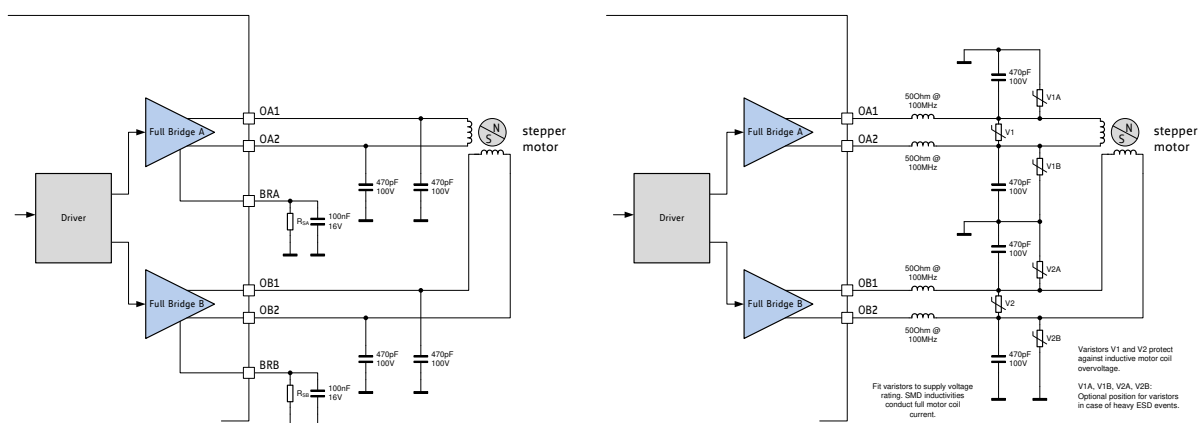 OA1
Full Bridge A
OA2
N
S
stepper
motor
470pF
100V
470pF
100V
BRA
Driver
RSA
100nF
16V
OB1
Full Bridge B
OB2
470pF
100V
470pF
100V
BRB
RSB
100nF
16V
470pF
100V
V1A
50Ohm @
100MHz
OA1
Full Bridge A
V1
N
S
OA2
stepper
motor
50Ohm @
100MHz
V1B
470pF
100V
Driver
470pF
100V
50Ohm @
100MHz
V2A
OB1
Full Bridge B
V2
OB2
50Ohm @
100MHz
V2B
470pF
100V
Varistors V1 and V2 protect
against inductive motor coil
overvoltage.
V1A, V1B, V2A, V2B:
Optional position for varistors
in case of heavy ESD events.
Fit varistors to supply voltage
rating. SMD inductivities
conduct full motor coil
current.